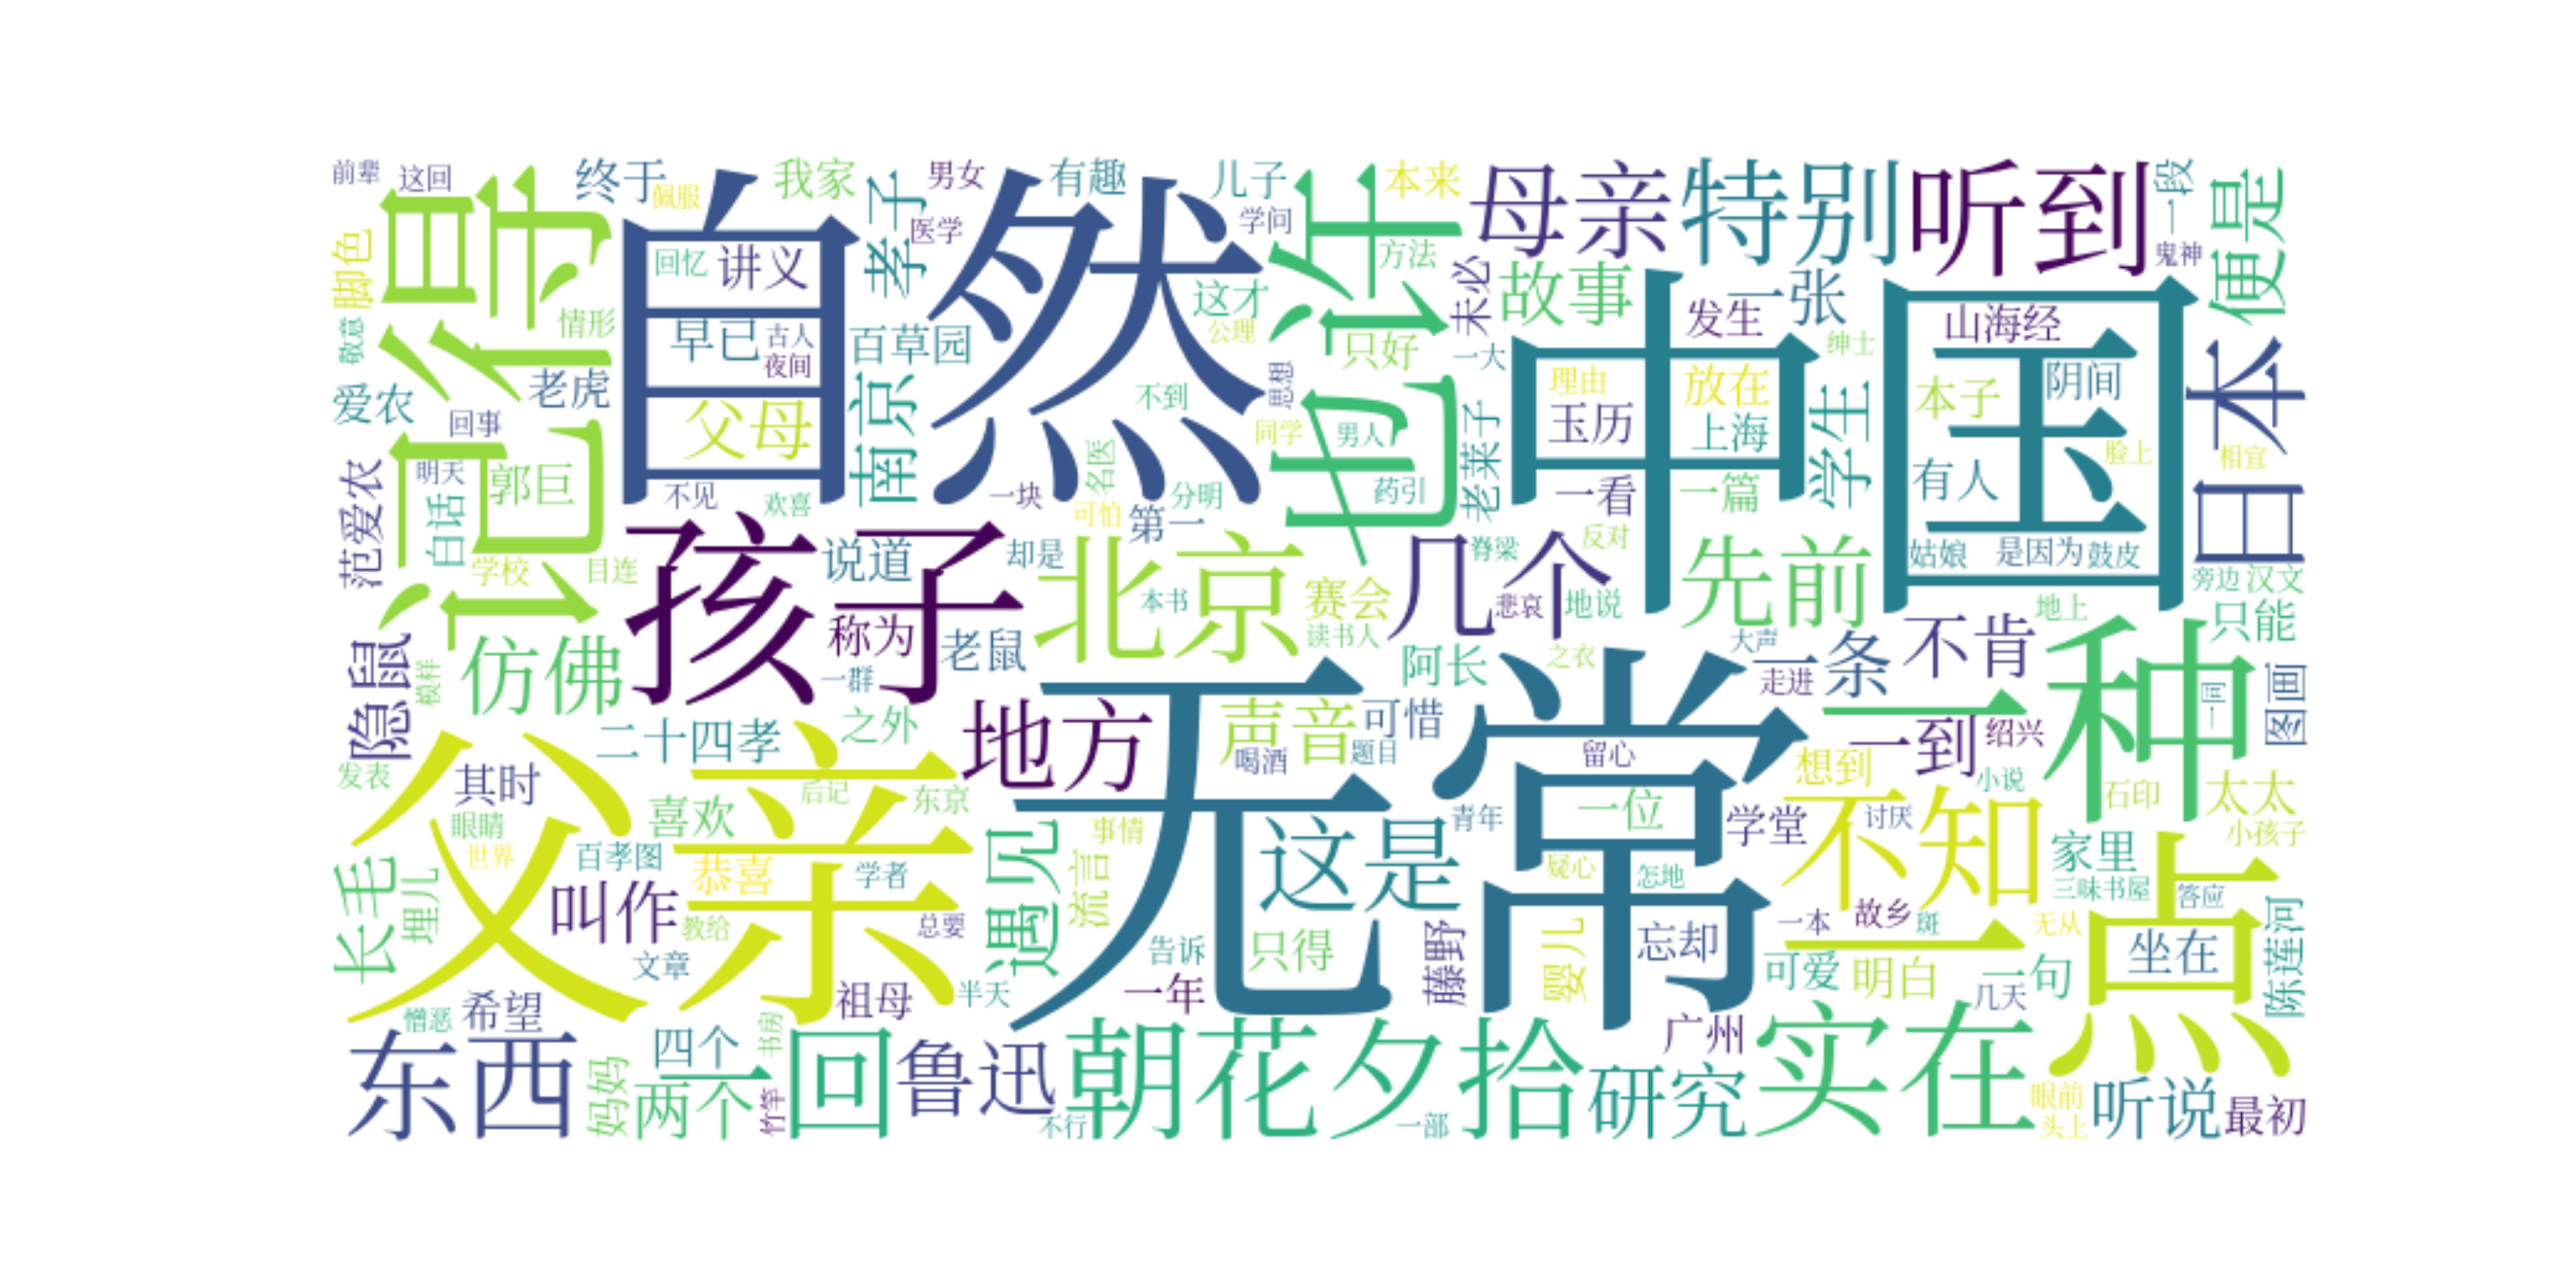 前辈
这回
终于
佩服
我家
男女
有趣
儿子
本来
母亲
特别
听到
一段
便是
鬼神
脚色
记得
自然
回忆
讲义
孝子
医学
学问
方法
也许
这才
公理
未必
故事
一张
发生
中国
山海经
绅士
敬意
情形
早已
古人
夜间
百草园
只好
一大
爱农
老虎
回事
父母
南京
不到
思想
同学
男人
理由
放在
玉历
上海
学生
本子
阴间
日本
有人
脸上
相宜
范爱农
明天
郭巨
白话
不见
欢喜
一块
名医
分明
药引
老莱子
一看
一篇
可怕
第一
学校
目连
孩子
说道
却是
北京
本书
赛会
读书人
几个
脊梁
反对
悲哀
地说
先前
姑娘
是因为
鼓皮
旁边
汉文
地上
只能
隐鼠
模样
仿佛
称为
老鼠
一群
阿长
之衣
大声
走进
一条
不肯
一种
一间
图画
二十四孝
之外
地方
声音
可惜
喝酒
题目
无常
留心
一到
绍兴
想到
小说
石印
太太
小孩子
发表
其时
父亲
后记
东京
喜欢
眼睛
世界
百孝图
恭喜
学者
遇见
事情
流言
这是
青年
一位
学堂
不知
讨厌
家里
三味书屋
答应
一点
长毛
埋儿
叫作
教给
总要
文章
告诉
只得
疑心
怎地
藤野
婴儿
忘却
一本
故乡
斑
无从
坐在
陈莲河
憎恶
希望
祖母
半天
一年
可爱
明白
一句
几天
东西
妈妈
四个
书房
两个
竹竿
一回
鲁迅
不行
朝花夕拾
一部
研究
广州
实在
眼前
头上
听说
最初